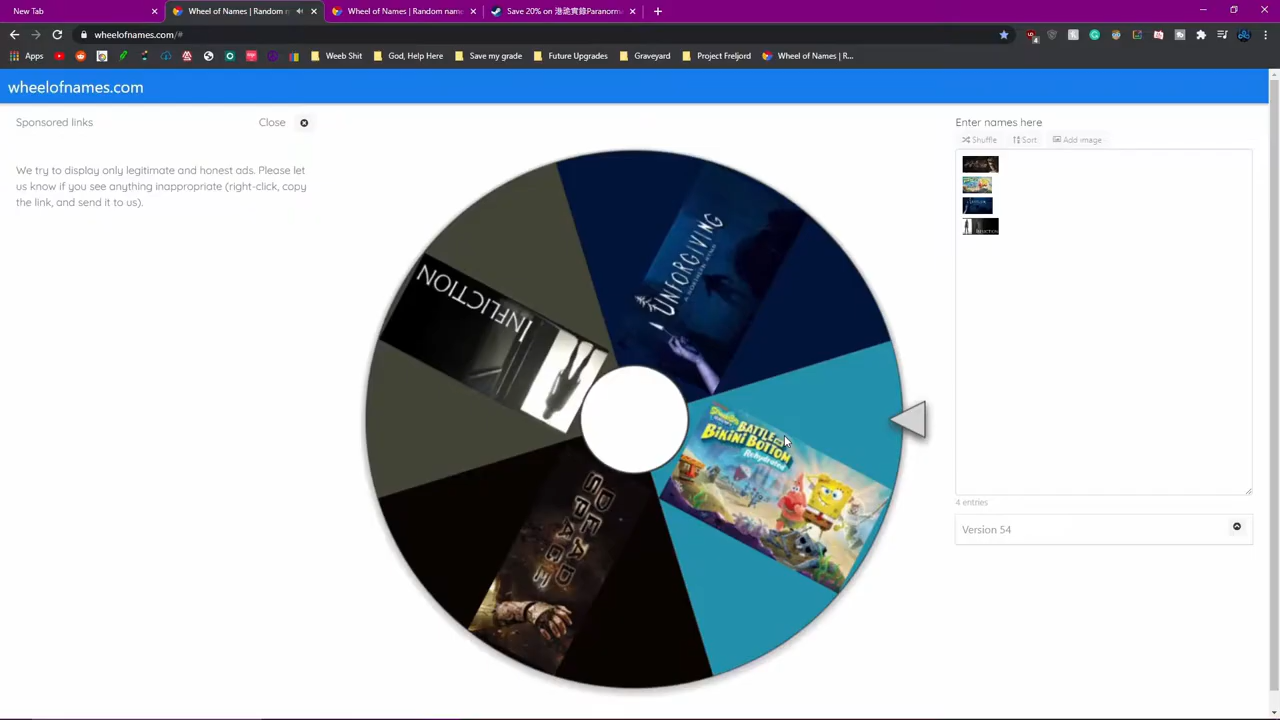 New Tab
Wheel of Names | Random n
Wheel of Names | Random name
Save 20% on 港詭實錄Paranorma
wheelofnames.com/#
Apps
Weeb Shit
God, Help Here
Save my grade
Future Upgrades
Graveyard
Project Freljord
Wheel of Names | R...
wheelofnames.com
Sponsored links
Close
We try to display only legitimate and honest ads. Please let
us know if you see anything inappropriate (right-click, copy
the link, and send it to us).
UNFORGIVING
INFLICTION
BATTLE FOR
BIKINI BOTTOM
Rehydrated
DEAD
SPACE
Enter names here
Shuffle
Sort
Add image
4 entries
Version 54